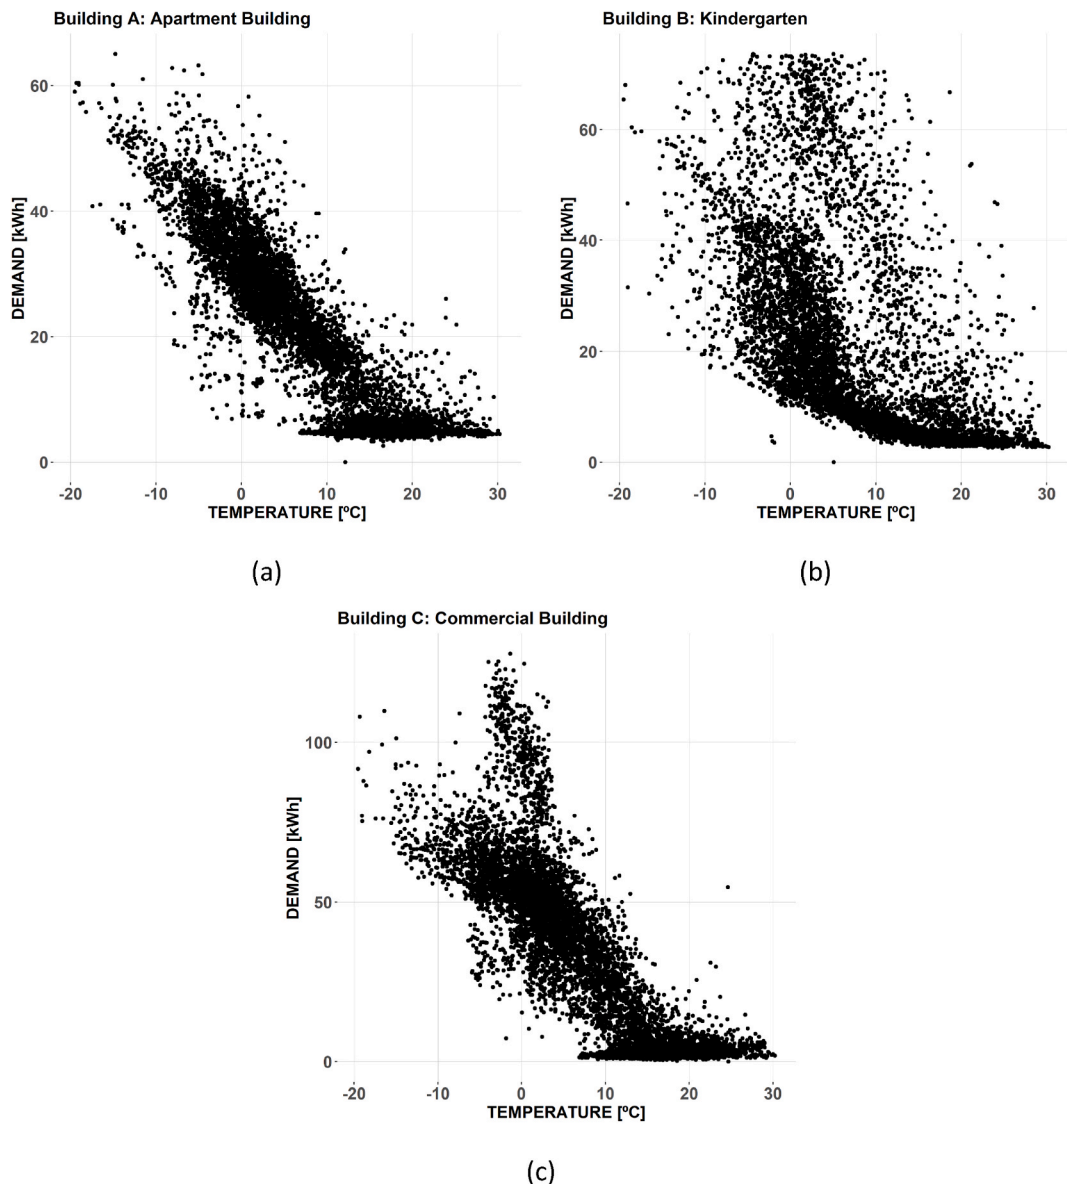 Building A: Apartment Building
60
40
20
0
DEMAND [kWh]
-20 -10 0 10 20 30
TEMPERATURE [ºC]
(a)
Building B: Kindergarten
60
40
20
0
DEMAND [kWh]
-20 -10 0 10 20 30
TEMPERATURE [ºC]
(b)
Building C: Commercial Building
100
50
0
DEMAND [kWh]
-20 -10 0 10 20 30
TEMPERATURE [ºC]
(c)